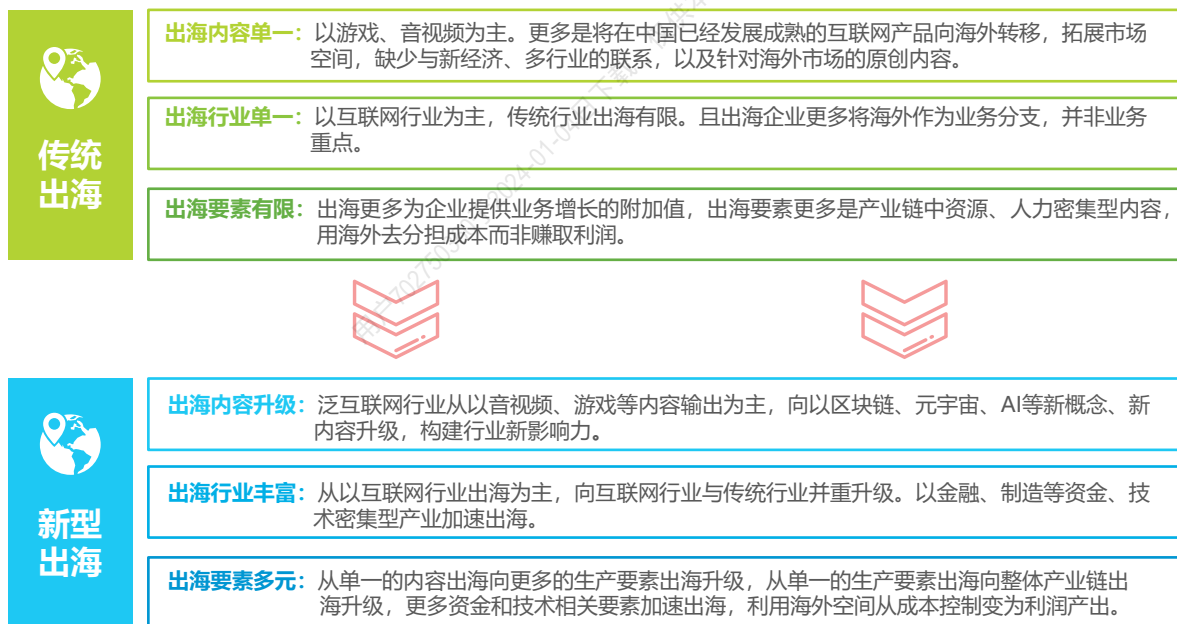 出海内容单一：以游戏、音视频为主。更多是将在中国已经发展成熟的互联网产品向海外转移，拓展市场
空间，缺少与新经济、多行业的联系，以及针对海外市场的原创内容。
出海行业单一：以互联网行业为主，传统行业出海有限。且出海企业更多将海外作为业务分支，并非业务
重点。
传统
出海
出海要素有限：出海更多为企业提供业务增长的附加值，出海要素更多是产业链中资源、人力密集型内容，
用海外去分担成本而非赚取利润。
出海内容升级：泛互联网行业从以音视频、游戏等内容输出为主，向以区块链、元宇宙、AI等新概念、新
内容升级，构建行业新影响力。
出海行业丰富：从以互联网行业出海为主，向互联网行业与传统行业并重升级。以金融、制造等资金、技
术密集型产业加速出海。
新型
出海
出海要素多元：从单一的内容出海向更多的生产要素出海升级，从单一的生产要素出海向整体产业链出
海升级，更多资金和技术相关要素加速出海，利用海外空间从成本控制变为利润产出。